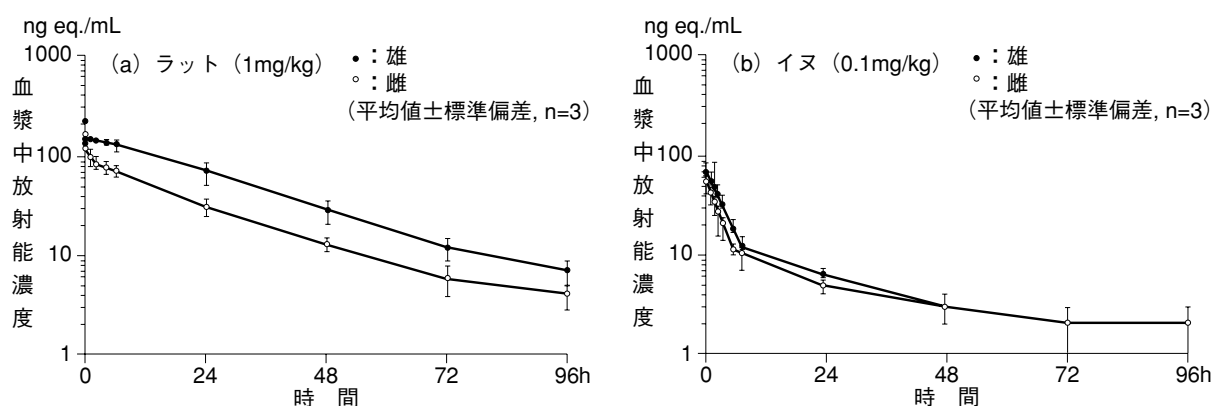 ng eq./mL
1000
100
10
1
血漿中放射能濃度
(a) ラット（1mg/kg）
●：雄
○：雌
（平均値士標準偏差, n=3）
0 24 48 72 96h
時 間
ng eq./mL
1000
100
10
1
血漿中放射能濃度
(b) イヌ（0.1mg/kg）
●：雄
○：雌
（平均値士標準偏差, n=3）
0 24 48 72 96h
時 間